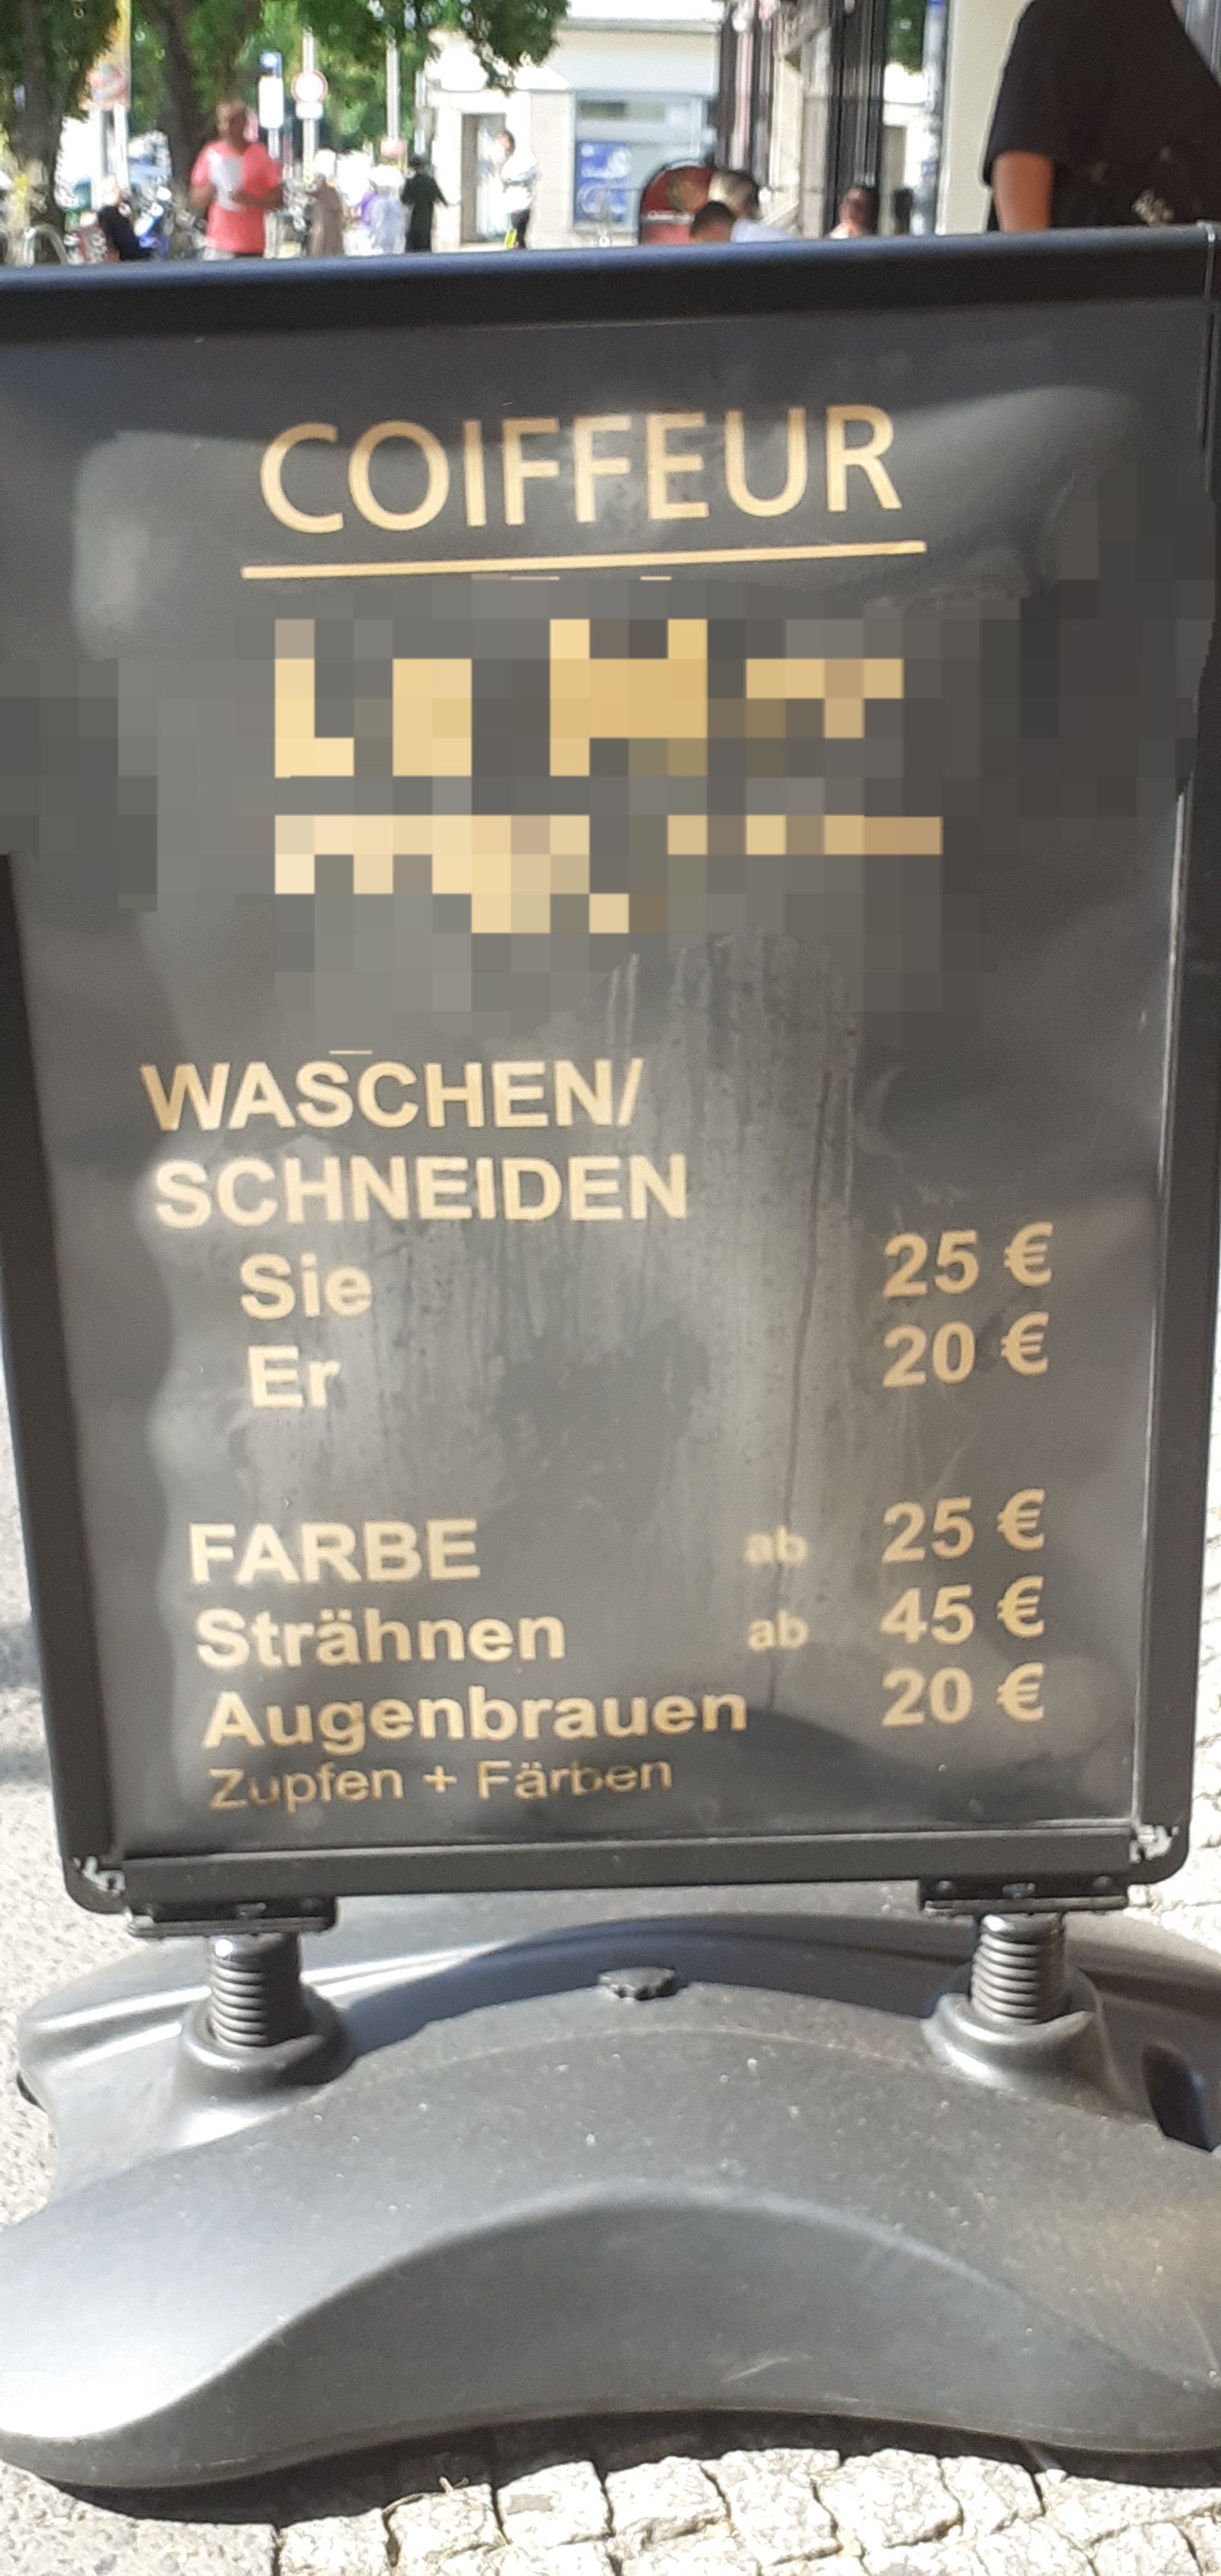 COIFFEUR
WASCHEN/
SCHNEIDEN
Sie 25 €
Er 20 €
FARBE ab 25 €
Strähnen ab 45 €
Augenbrauen 20 €
Zupfen + Färben